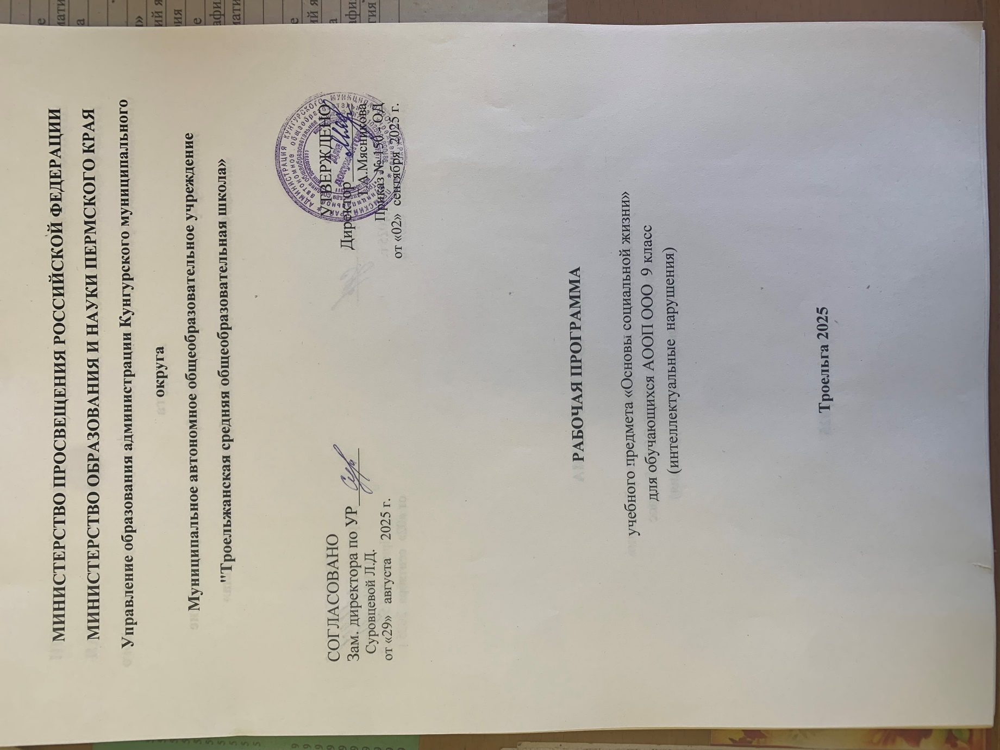 МИНИСТЕРСТВО ПРОСВЕЩЕНИЯ РОССИЙСКОЙ ФЕДЕРАЦИИ
МИНИСТЕРСТВО ОБРАЗОВАНИЯ И НАУКИ ПЕРМСКОГО КРАЯ
Управление образования администрации Кунгурского муниципального
округа
Муниципальное автономное общеобразовательное учреждение
"Троельжанская средняя общеобразовательная школа»
СОГЛАСОВАНО
Зам. директора по УР
Суровцевой Л.Д.
от «29» августа 2025 г.
УТВЕРЖДЕНО
Директор
А.Мясникова
Приказ № 150- ОД
от «02» сентября 2025 г.
РАБОЧАЯ ПРОГРАММА
учебного предмета «Основы социальной жизни»
для обучающихся АООП ООО 9 класс
(интеллектуальные нарушения)
Троельга 2025